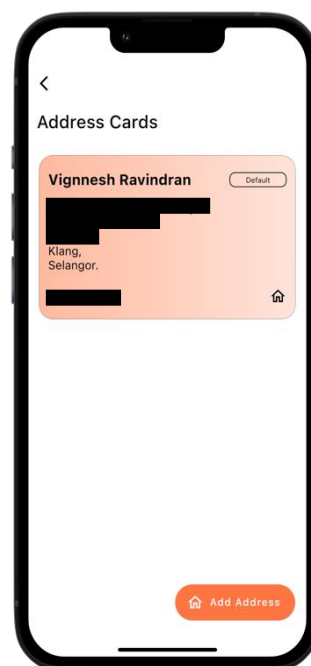 Address Cards
Vignnesh Ravindran
Default
Klang,
Selangor.
Add Address